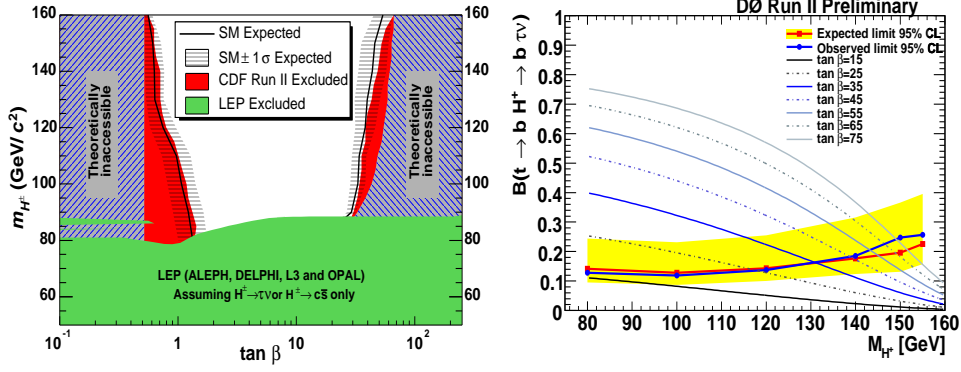 160
140
120
100
80
60
m_H± (GeV/c²)
SM Expected
SM± 1 σ Expected
CDF Run II Excluded
LEP Excluded
Theoretically
inaccessible
Theoretically
inaccessible
160
140
120
100
80
60
LEP (ALEPH, DELPHI, L3 and OPAL)
Assuming H±→τν or H±→cs̅ only
10⁻¹ 1 10 10²
tan β
DØ Run II Preliminary
B(t → b H⁺ → b τν)
1
0.9
0.8
0.7
0.6
0.5
0.4
0.3
0.2
0.1
0
Expected limit 95% CL
Observed limit 95% CL
tan β=15
tan β=25
tan β=35
tan β=45
tan β=55
tan β=65
tan β=75
80 90 100 110 120 130 140 150 160
M_H⁺ [GeV]